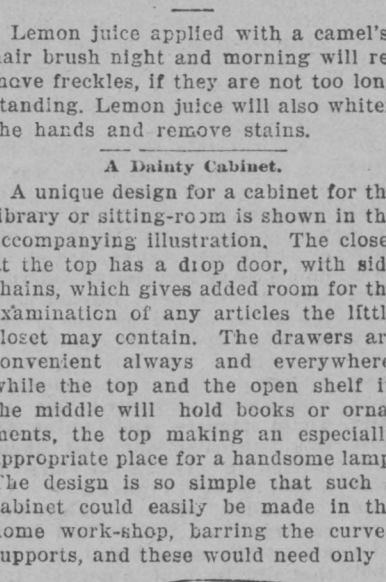 Lemon juice applied with a camel's
air brush night and morning will re
move freckles, if they are not too lon
tanding. Lemon juice will also white
he hands and remove stains.
A Dainty Cabinet.
A unique design for a cabinet for th
ibrary or sitting-room is shown in th
ccompanying illustration. The close
t the top has a drop door, with sid
hains, which gives added room for th
xamination of any articles the littl
loset may contain. The drawers ar
onvenient always and everywhere
while the top and the open shelf i
he middle will hold books or orna
ments, the top making an especiall
ppropriate place for a handsome lamp
The design is so simple that such
abinet could easily be made in th
ome work-shop, barring the curve
upports, and these would need only